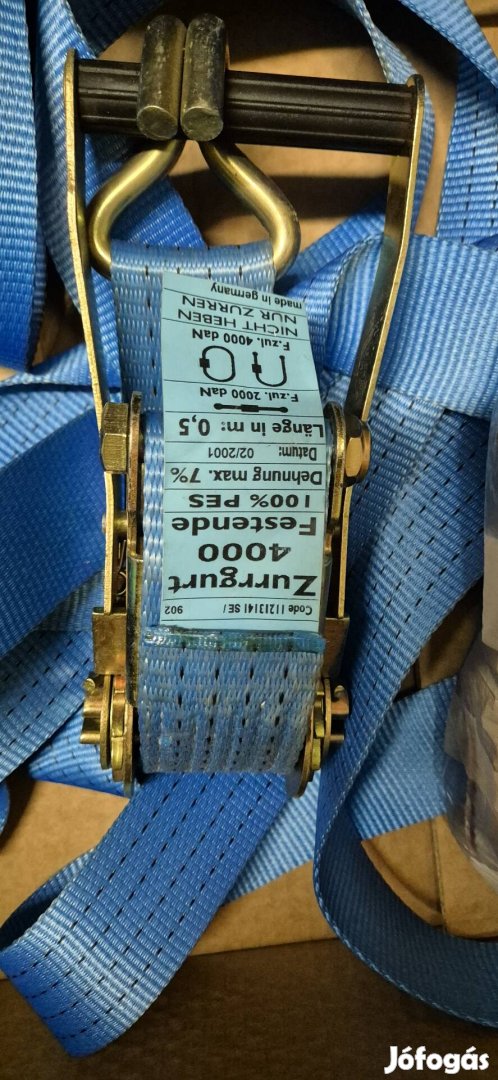 Code 11213141 SE / 902
Zurrgurt
4000
Festende
100% PES
Dehnung max. 7%
Datum: 02/2001
Länge in m: 0,5
F.zul. 2000 daN
F.zul. 4000 daN
NICHT HEBEN
NUR ZURREN
made in germany
Jófogás